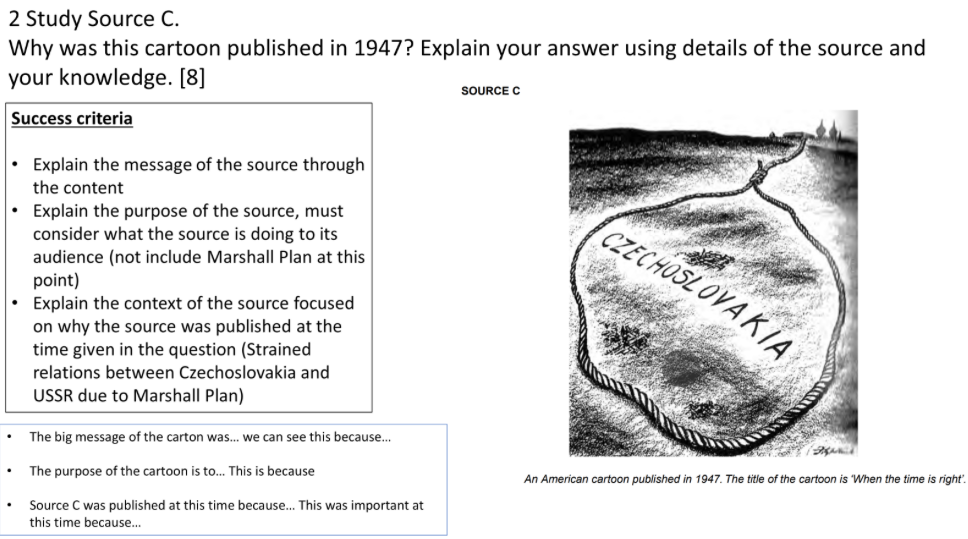 2 Study Source C.
Why was this cartoon published in 1947? Explain your answer using details of the source and
your knowledge. [8]
SOURCE C
Success criteria
• Explain the message of the source through
the content
• Explain the purpose of the source, must
consider what the source is doing to its
audience (not include Marshall Plan at this
point)
• Explain the context of the source focused
on why the source was published at the
time given in the question (Strained
relations between Czechoslovakia and
USSR due to Marshall Plan)
CZECHOSLOVAKIA
• The big message of the carton was... we can see this because...
• The purpose of the cartoon is to... This is because
• Source C was published at this time because... This was important at
this time because...
An American cartoon published in 1947. The title of the cartoon is 'When the time is right'.